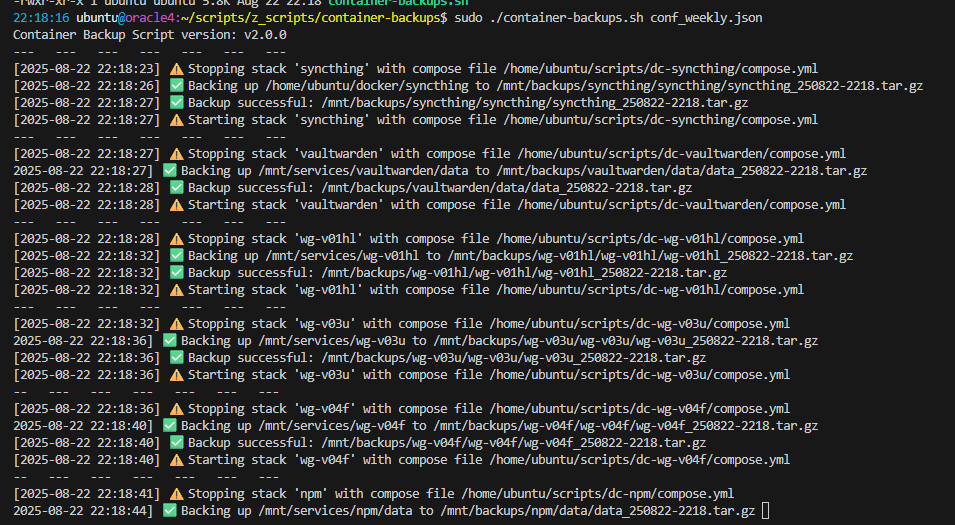 -rwxr-xr-x 1 ubuntu ubuntu 5.8K Aug 22 22:18 container-backups.sh
22:18:16 ubuntu@oracle4:~/scripts/z_scripts/container-backups$ sudo ./container-backups.sh conf_weekly.json
Container Backup Script version: v2.0.0
--- --- --- --- --- --- ---
[2025-08-22 22:18:23] ⚠️ Stopping stack 'syncthing' with compose file /home/ubuntu/scripts/dc-syncthing/compose.yml
[2025-08-22 22:18:26] ✅ Backing up /home/ubuntu/docker/syncthing to /mnt/backups/syncthing/syncthing/syncthing_250822-2218.tar.gz
[2025-08-22 22:18:27] ✅ Backup successful: /mnt/backups/syncthing/syncthing/syncthing_250822-2218.tar.gz
[2025-08-22 22:18:27] ⚠️ Starting stack 'syncthing' with compose file /home/ubuntu/scripts/dc-syncthing/compose.yml
--- --- --- --- --- --- ---
[2025-08-22 22:18:27] ⚠️ Stopping stack 'vaultwarden' with compose file /home/ubuntu/scripts/dc-vaultwarden/compose.yml
2025-08-22 22:18:27] ✅ Backing up /mnt/services/vaultwarden/data to /mnt/backups/vaultwarden/data/data_250822-2218.tar.gz
[2025-08-22 22:18:28] ✅ Backup successful: /mnt/backups/vaultwarden/data/data_250822-2218.tar.gz
[2025-08-22 22:18:28] ⚠️ Starting stack 'vaultwarden' with compose file /home/ubuntu/scripts/dc-vaultwarden/compose.yml
--- --- --- --- --- --- ---
[2025-08-22 22:18:28] ⚠️ Stopping stack 'wg-v01hl' with compose file /home/ubuntu/scripts/dc-wg-v01hl/compose.yml
[2025-08-22 22:18:32] ✅ Backing up /mnt/services/wg-v01hl to /mnt/backups/wg-v01hl/wg-v01hl/wg-v01hl_250822-2218.tar.gz
[2025-08-22 22:18:32] ✅ Backup successful: /mnt/backups/wg-v01hl/wg-v01hl/wg-v01hl_250822-2218.tar.gz
[2025-08-22 22:18:32] ⚠️ Starting stack 'wg-v01hl' with compose file /home/ubuntu/scripts/dc-wg-v01hl/compose.yml
--- --- --- --- --- --- ---
[2025-08-22 22:18:32] ⚠️ Stopping stack 'wg-v03u' with compose file /home/ubuntu/scripts/dc-wg-v03u/compose.yml
2025-08-22 22:18:36] ✅ Backing up /mnt/services/wg-v03u to /mnt/backups/wg-v03u/wg-v03u/wg-v03u_250822-2218.tar.gz
[2025-08-22 22:18:36] ✅ Backup successful: /mnt/backups/wg-v03u/wg-v03u/wg-v03u_250822-2218.tar.gz
[2025-08-22 22:18:36] ⚠️ Starting stack 'wg-v03u' with compose file /home/ubuntu/scripts/dc-wg-v03u/compose.yml
-- --- --- --- --- --- ---
[2025-08-22 22:18:36] ⚠️ Stopping stack 'wg-v04f' with compose file /home/ubuntu/scripts/dc-wg-v04f/compose.yml
2025-08-22 22:18:40] ✅ Backing up /mnt/services/wg-v04f to /mnt/backups/wg-v04f/wg-v04f/wg-v04f_250822-2218.tar.gz
[2025-08-22 22:18:40] ✅ Backup successful: /mnt/backups/wg-v04f/wg-v04f/wg-v04f_250822-2218.tar.gz
[2025-08-22 22:18:40] ⚠️ Starting stack 'wg-v04f' with compose file /home/ubuntu/scripts/dc-wg-v04f/compose.yml
-- --- --- --- --- --- ---
[2025-08-22 22:18:41] ⚠️ Stopping stack 'npm' with compose file /home/ubuntu/scripts/dc-npm/compose.yml
2025-08-22 22:18:44] ✅ Backing up /mnt/services/npm/data to /mnt/backups/npm/data/data_250822-2218.tar.gz